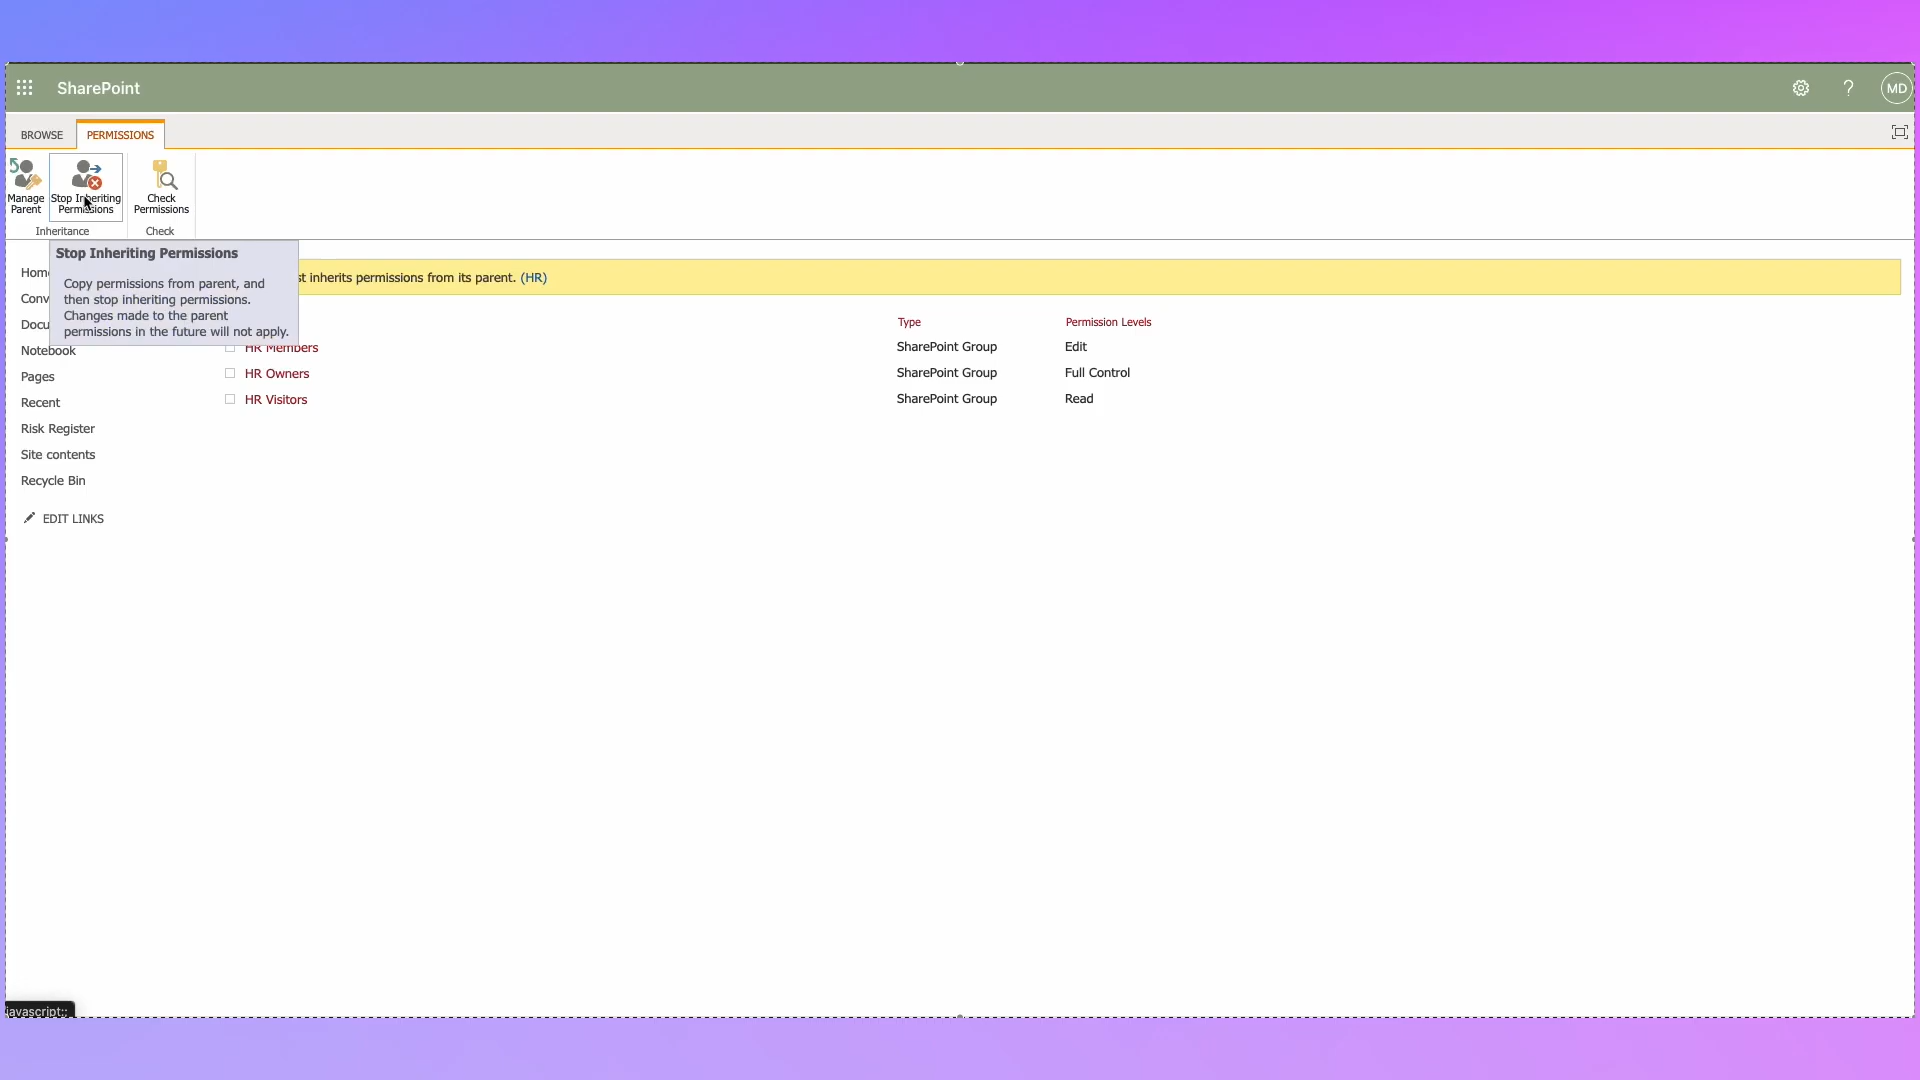 SharePoint
?
MD
BROWSE
PERMISSIONS
Manage
Parent
Stop Inheriting
Permissions
Check
Permissions
Inheritance
Check
Stop Inheriting Permissions
Copy permissions from parent, and
then stop inheriting permissions.
Changes made to the parent
permissions in the future will not apply.
st inherits permissions from its parent. (HR)
Home
Conv
Docu
Notebook
Pages
Recent
Risk Register
Site contents
Recycle Bin
EDIT LINKS
Type
Permission Levels
HR Members
SharePoint Group
Edit
HR Owners
SharePoint Group
Full Control
HR Visitors
SharePoint Group
Read
javascript:;